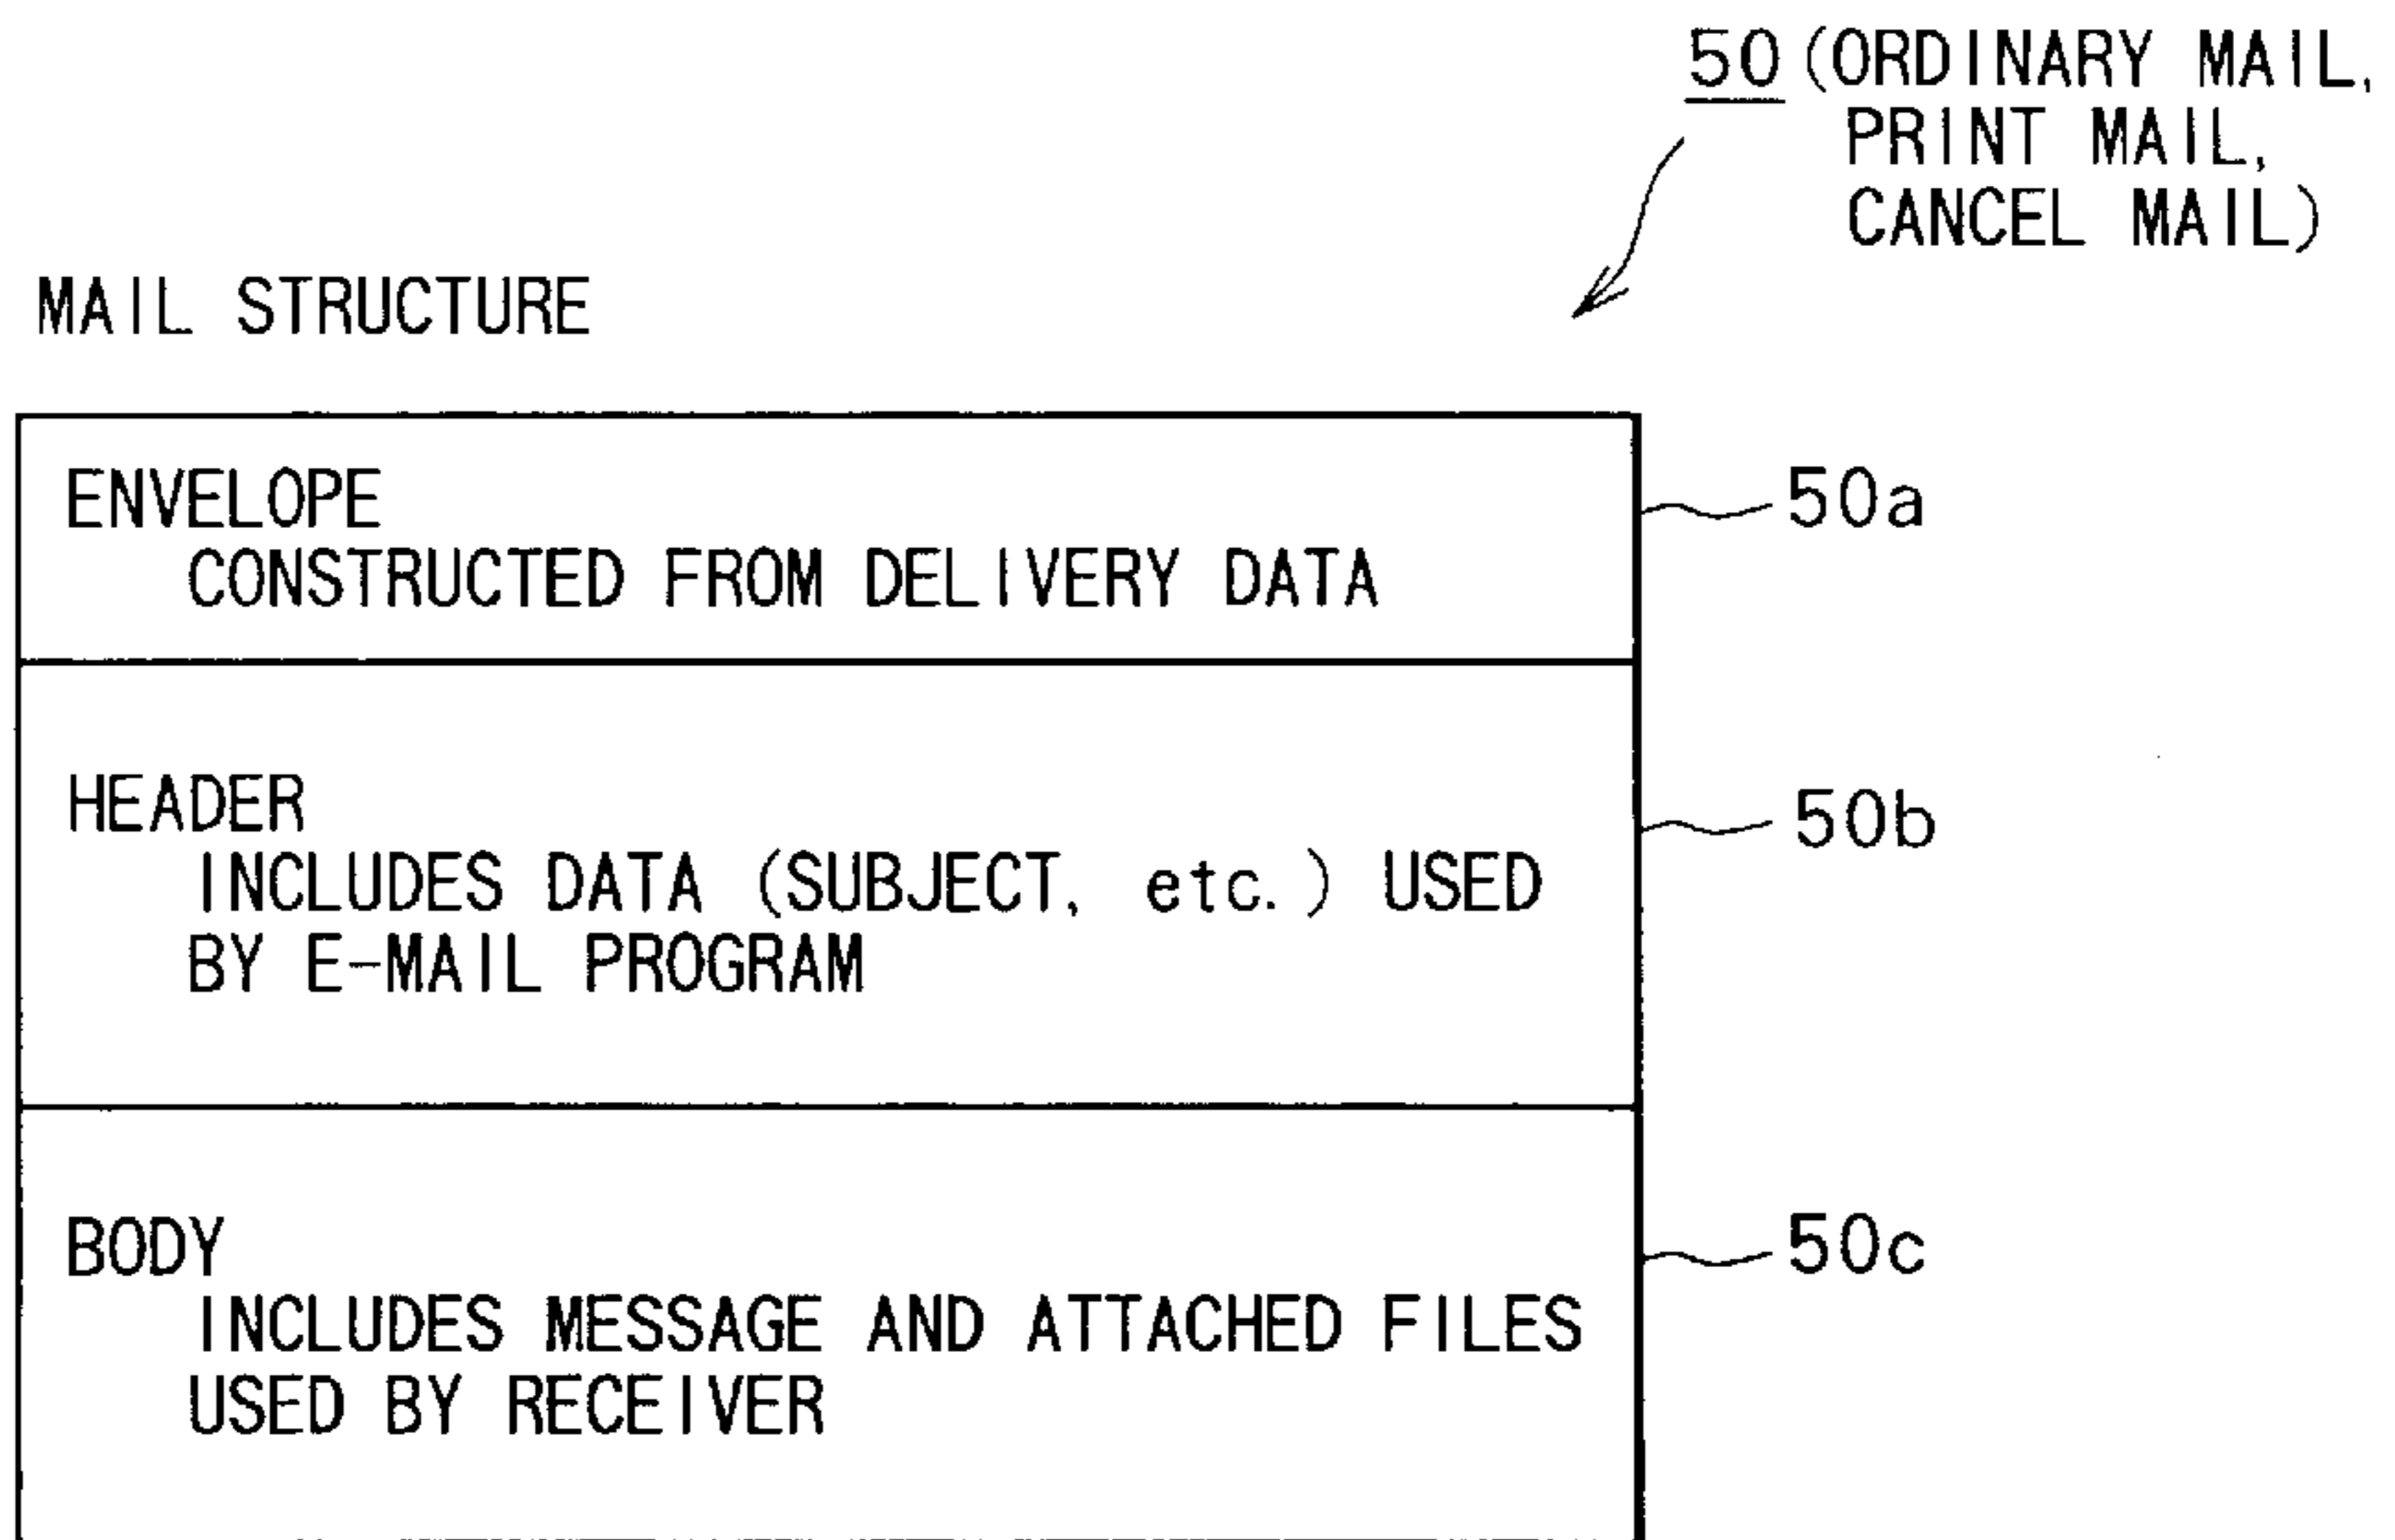 50 (ORDINARY MAIL,
PRINT MAIL,
CANCEL MAIL)
MAIL STRUCTURE
ENVELOPE
50a
CONSTRUCTED FROM DELIVERY DATA
HEADER
50b
INCLUDES DATA (SUBJECT, etc.) USED
BY E-MAIL PROGRAM
BODY
50c
INCLUDES MESSAGE AND ATTACHED FILES
USED BY RECEIVER